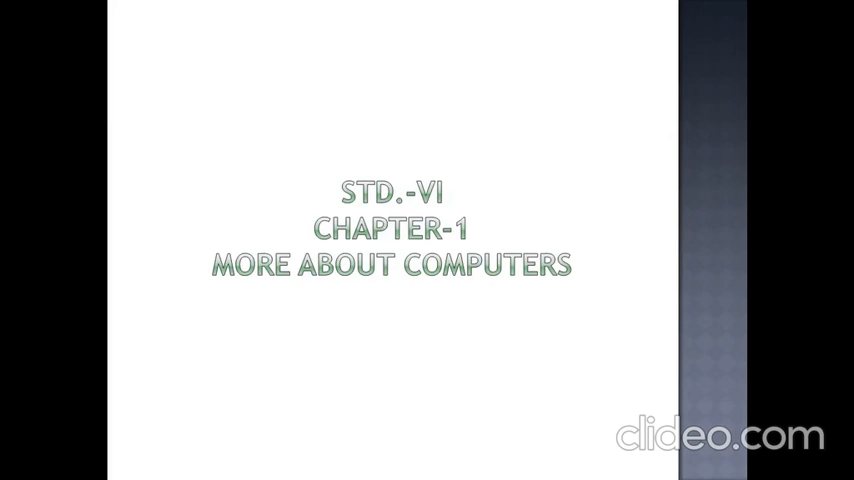 STD.-VI
CHAPTER-1
MORE ABOUT COMPUTERS
clideo.com